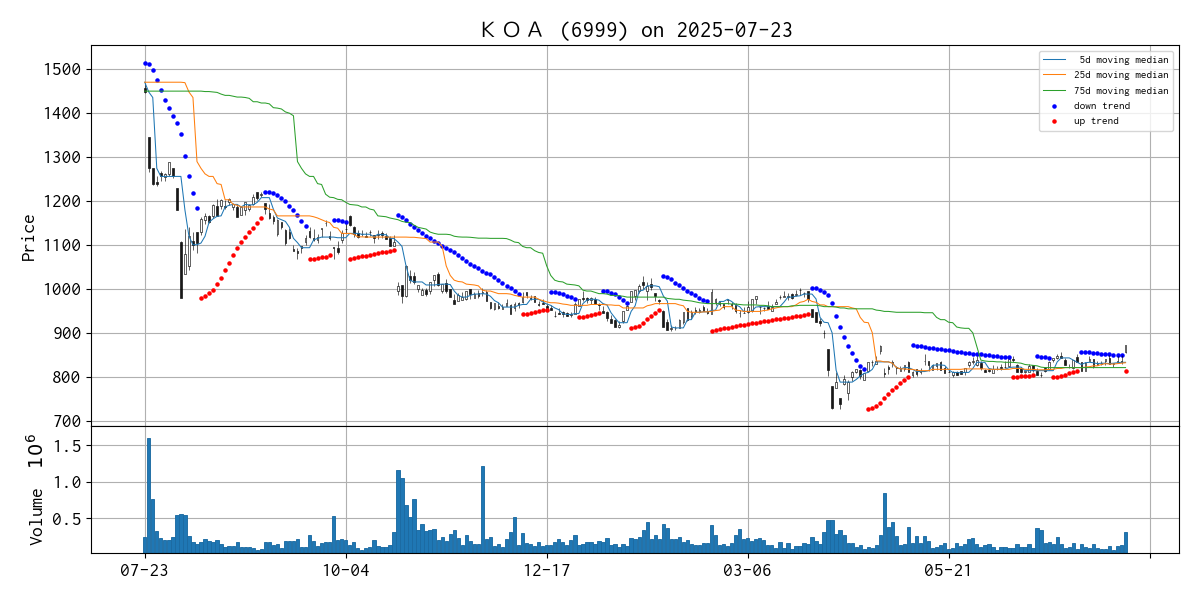 ＫＯＡ (6999) on 2025-07-23
5d moving median
25d moving median
75d moving median
down trend
up trend
Price
1500
1400
1300
1200
1100
1000
900
800
700
Volume 10^6
1.5
1.0
0.5
07-23
10-04
12-17
03-06
05-21